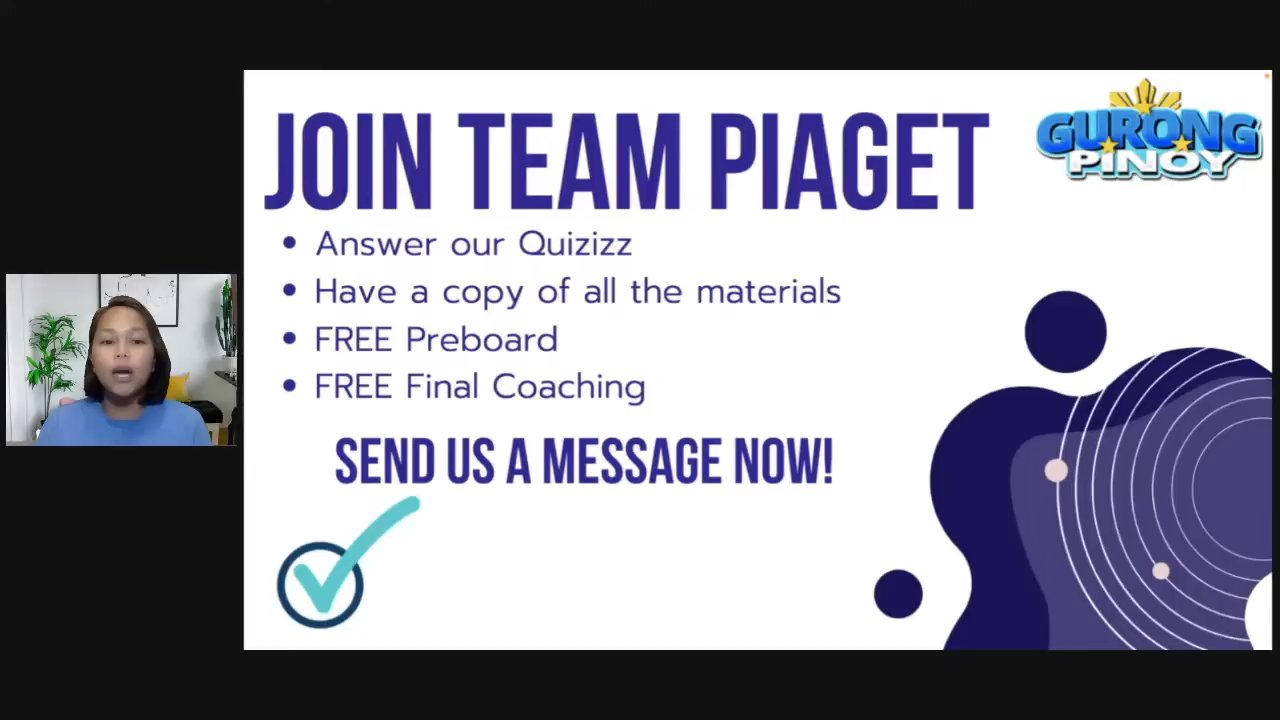 JOIN TEAM PIAGET
GURONG
PINOY
• Answer our Quizizz
• Have a copy of all the materials
• FREE Preboard
• FREE Final Coaching
SEND US A MESSAGE NOW!